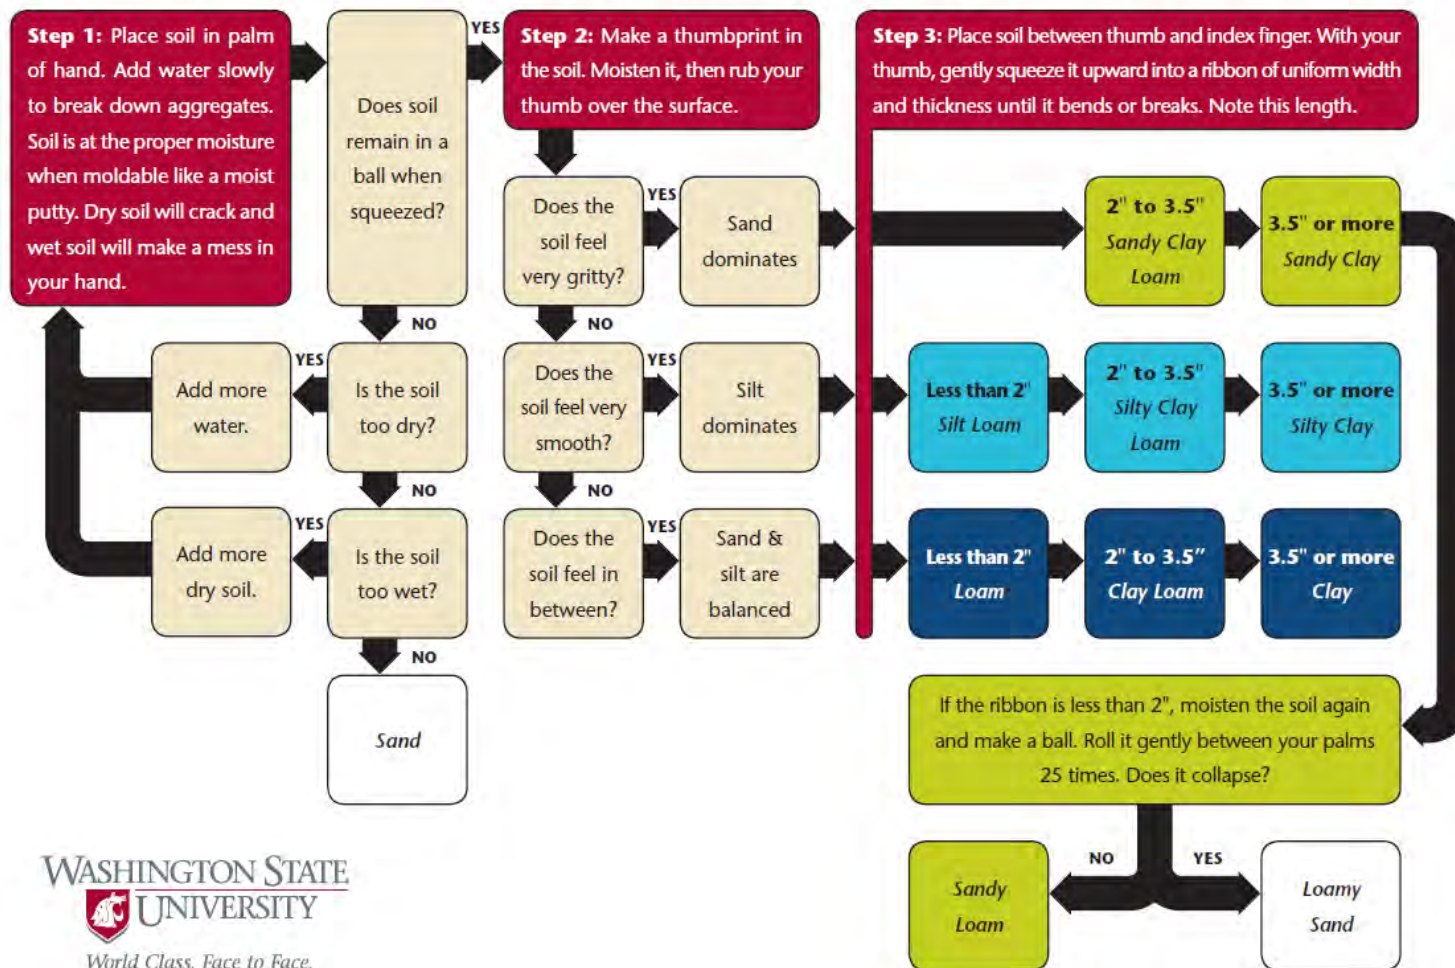 Step 1: Place soil in palm
of hand. Add water slowly
to break down aggregates.
Soil is at the proper moisture
when moldable like a moist
putty. Dry soil will crack and
wet soil will make a mess in
your hand.
Does soil
remain in a
ball when
squeezed?
YES
Step 2: Make a thumbprint in
the soil. Moisten it, then rub your
thumb over the surface.
Step 3: Place soil between thumb and index finger. With your
thumb, gently squeeze it upward into a ribbon of uniform width
and thickness until it bends or breaks. Note this length.
NO
Is the soil
too dry?
YES
Add more
water.
NO
Is the soil
too wet?
YES
Add more
dry soil.
NO
Sand
Does the
soil feel
very gritty?
YES
Sand
dominates
2" to 3.5"
Sandy Clay
Loam
3.5" or more
Sandy Clay
NO
Does the
soil feel very
smooth?
YES
Silt
dominates
Less than 2"
Silt Loam
2" to 3.5"
Silty Clay
Loam
3.5" or more
Silty Clay
NO
Does the
soil feel in
between?
YES
Sand &
silt are
balanced
Less than 2"
Loam
2" to 3.5”
Clay Loam
3.5" or more
Clay
If the ribbon is less than 2", moisten the soil again
and make a ball. Roll it gently between your palms
25 times. Does it collapse?
NO
YES
Sandy
Loam
Loamy
Sand
WASHINGTON STATE
UNIVERSITY
World Class. Face to Face.